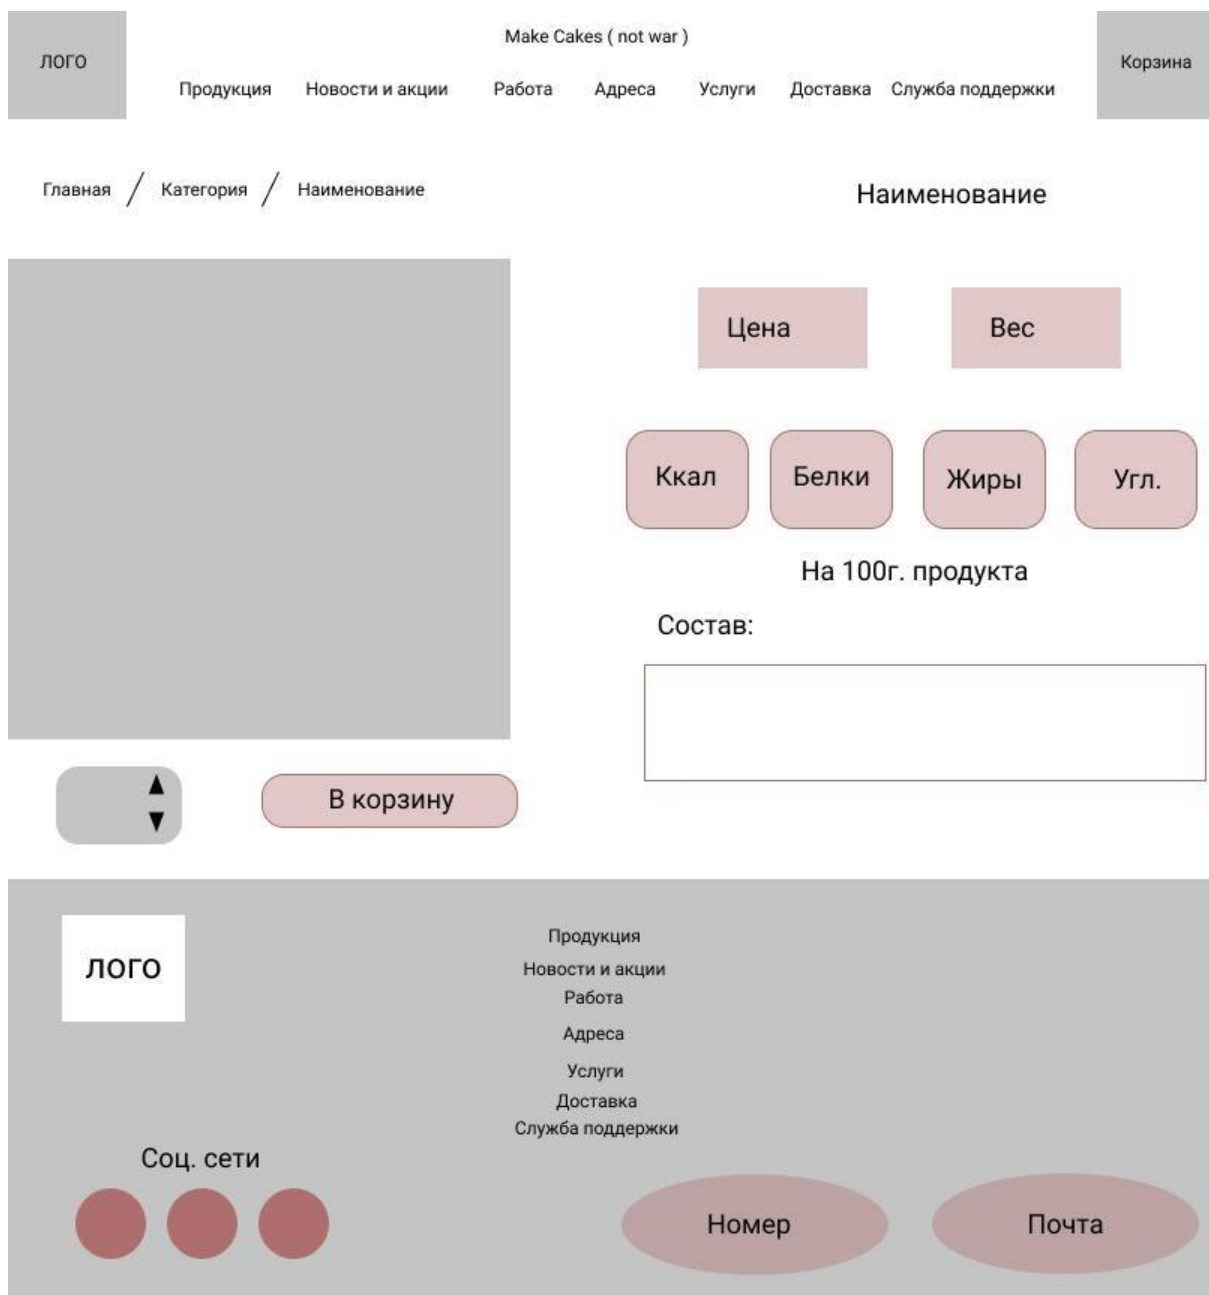 Make Cakes ( not war )
ЛОГО
Корзина
Продукция Новости и акции Работа Адреса Услуги Доставка Служба поддержки
Главная / Категория / Наименование
Наименование
Цена Вес
Ккал Белки Жиры Угл.
На 100г. продукта
Состав:
В корзину
ЛОГО
Продукция
Новости и акции
Работа
Адреса
Услуги
Доставка
Служба поддержки
Соц. сети
Номер Почта